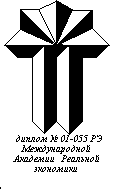 диплом № 01-055 РЭ
Международной
Академии Реальной
экономики